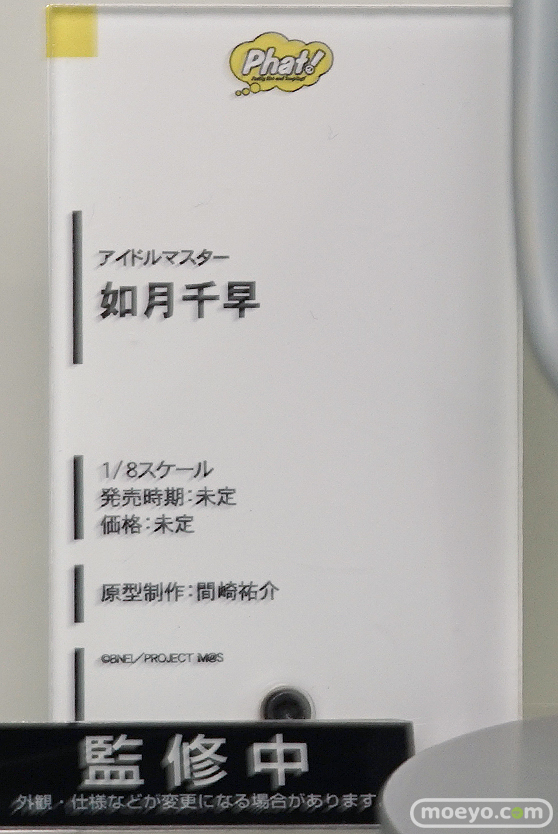 Phat!
アイドルマスター
如月千早
1/8スケール
発売時期：未定
価格：未定
原型制作：間崎祐介
©BNEI／PROJECT iM@S
監修中
外観・仕様などが変更になる場合があります
moeyo.com